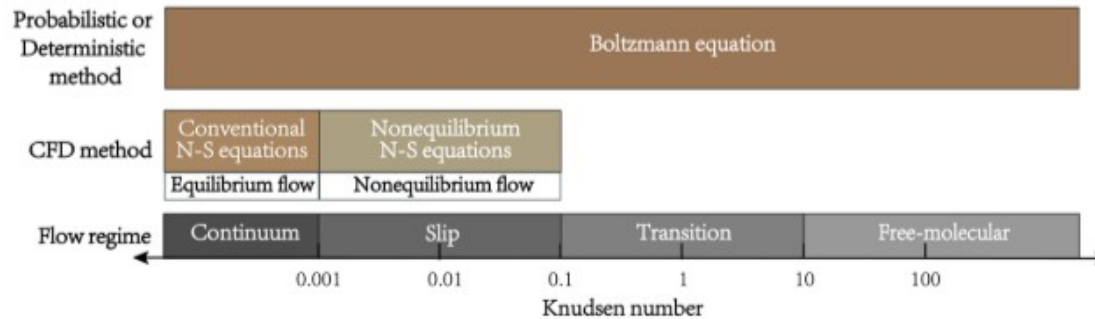 Probabilistic or
Deterministic
method
Boltzmann equation
CFD method
Conventional
N-S equations
Nonequilibrium
N-S equations
Equilibrium flow
Nonequilibrium flow
Flow regime
Continuum
Slip
Transition
Free-molecular
0.001
0.01
0.1
1
10
100
Knudsen number